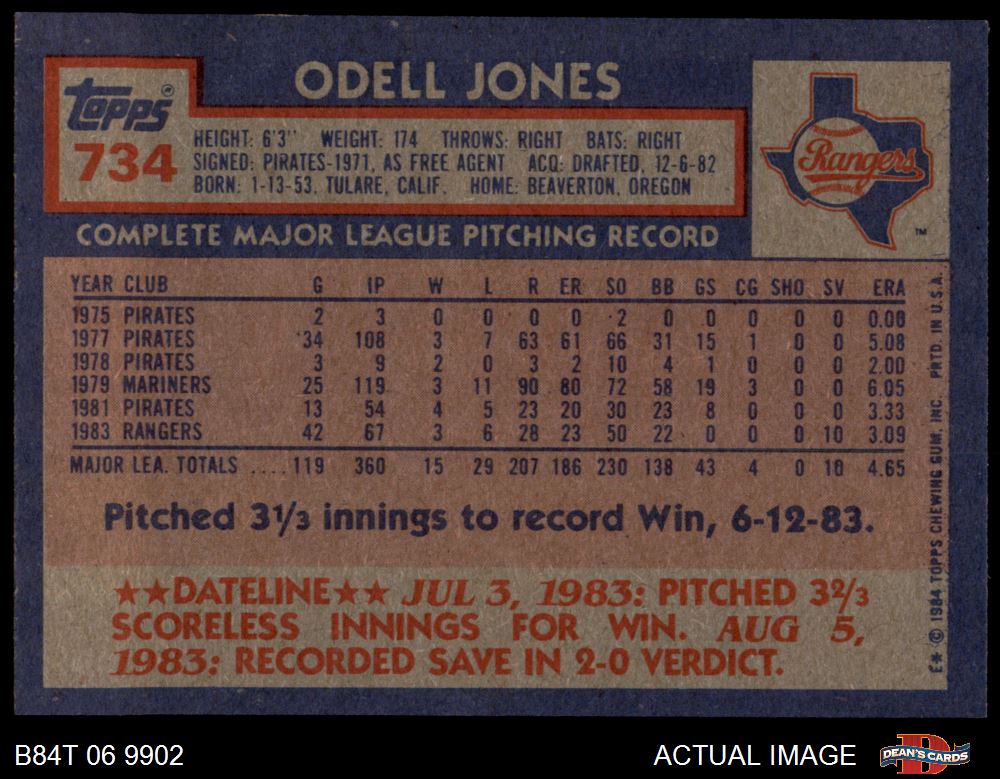 ODELL JONES
topps®
734
HEIGHT: 6'3" WEIGHT: 174 THROWS: RIGHT BATS: RIGHT
SIGNED: PIRATES-1971, AS FREE AGENT ACQ: DRAFTED, 12-6-82
BORN: 1-13-53, TULARE, CALIF. HOME: BEAVERTON, OREGON
Rangers
TM
COMPLETE MAJOR LEAGUE PITCHING RECORD
YEAR CLUB G IP W L R ER SO BB GS CG SHO SV ERA
1975 PIRATES 2 3 0 0 0 0 2 0 0 0 0 0 0.00
1977 PIRATES 34 108 3 7 63 61 66 31 15 1 0 0 5.08
1978 PIRATES 3 9 2 0 3 2 10 4 1 0 0 0 2.00
1979 MARINERS 25 119 3 11 90 80 72 58 19 3 0 0 6.05
1981 PIRATES 13 54 4 5 23 20 30 23 8 0 0 0 3.33
1983 RANGERS 42 67 3 6 28 23 50 22 0 0 0 10 3.09
MAJOR LEA. TOTALS .... 119 360 15 29 207 186 230 138 43 4 0 10 4.65
Pitched 3⅓ innings to record Win, 6-12-83.
★★DATELINE★★ JUL 3, 1983: PITCHED 3⅔
SCORELESS INNINGS FOR WIN. AUG 5,
1983: RECORDED SAVE IN 2-0 VERDICT.
E* © 1984 TOPPS CHEWING GUM, INC. PRTD. IN U.S.A.
B84T 06 9902
ACTUAL IMAGE
DEAN'S CARDS